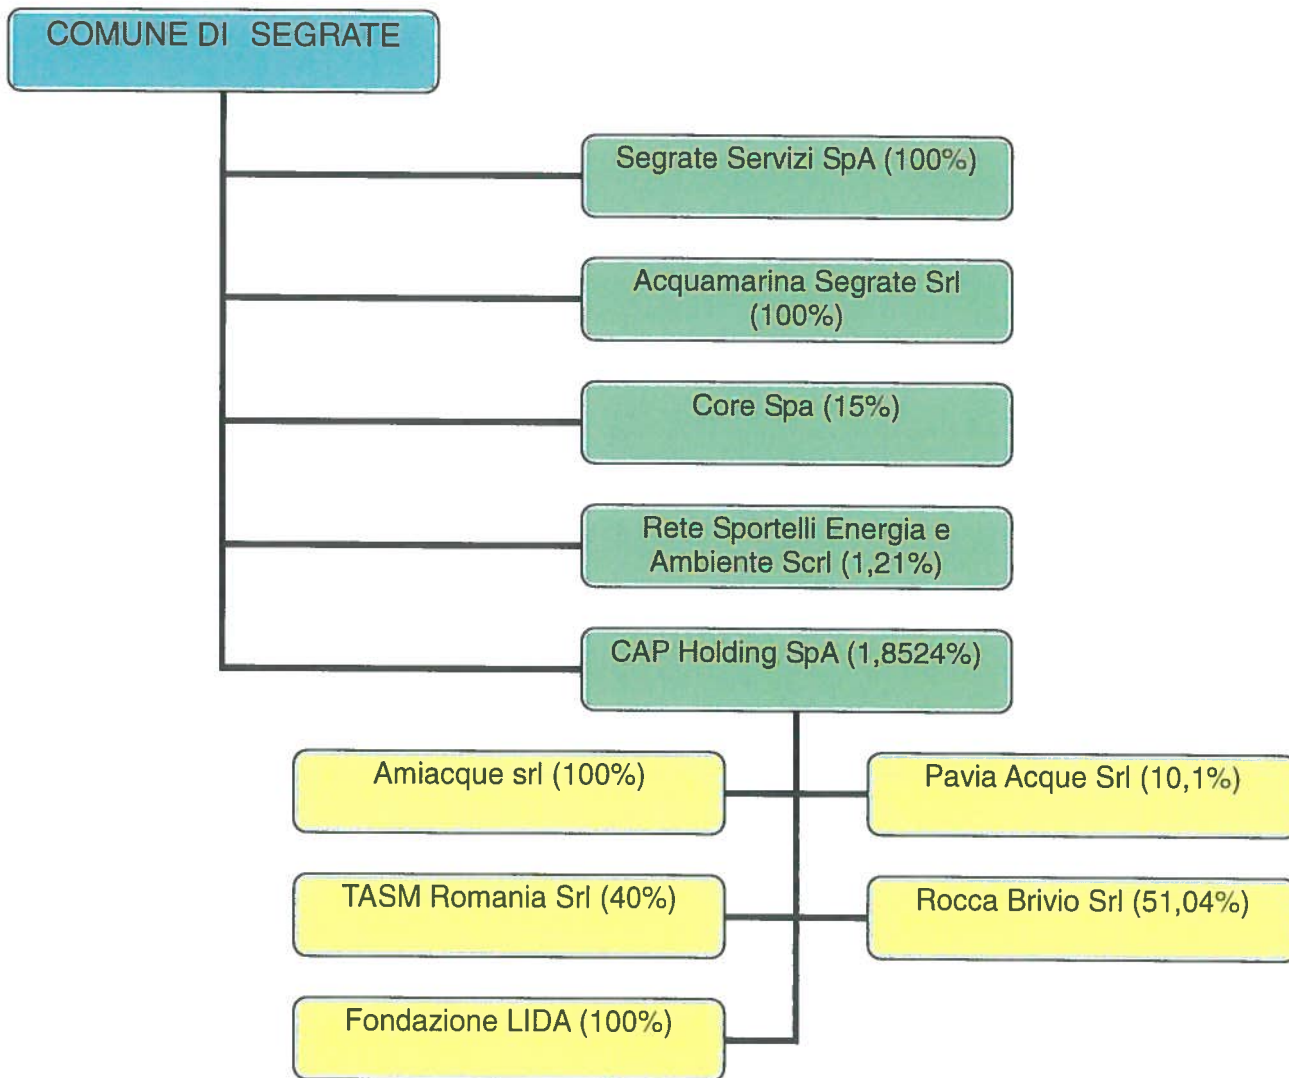 COMUNE DI SEGRATE
Segrate Servizi SpA (100%)
Acquamarina Segrate Srl
(100%)
Core Spa (15%)
Rete Sportelli Energia e
Ambiente Scrl (1,21%)
CAP Holding SpA (1,8524%)
Amiacque srl (100%)
Pavia Acque Srl (10,1%)
TASM Romania Srl (40%)
Rocca Brivio Srl (51,04%)
Fondazione LIDA (100%)